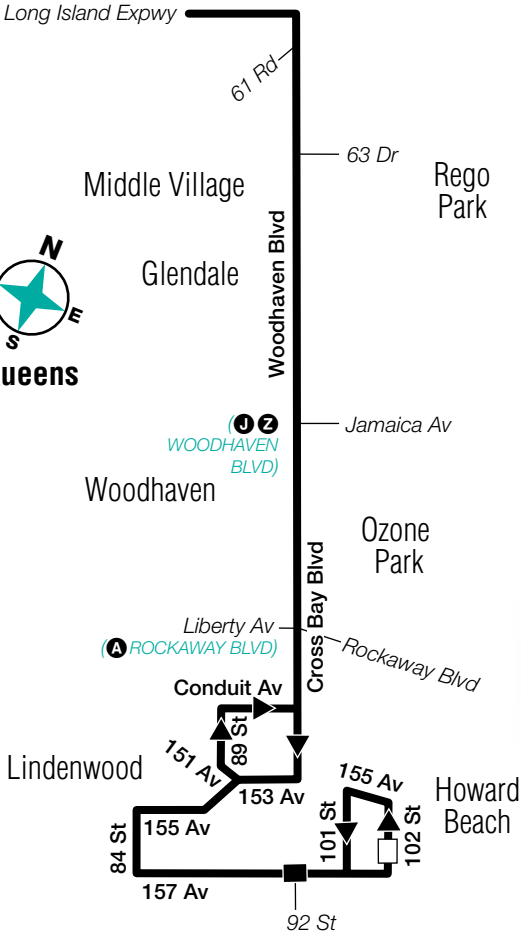 Long Island Expwy
61 Rd
63 Dr
Middle Village
Rego
Park
Woodhaven Blvd
N
E
S
Glendale
ueens
(J Z
WOODHAVEN
BLVD)
Jamaica Av
Woodhaven
Ozone
Park
Cross Bay Blvd
Liberty Av
(A ROCKAWAY BLVD)
Rockaway Blvd
Conduit Av
89 St
151 Av
Lindenwood
153 Av
155 Av
Howard
Beach
84 St
155 Av
101 St
102 St
157 Av
92 St